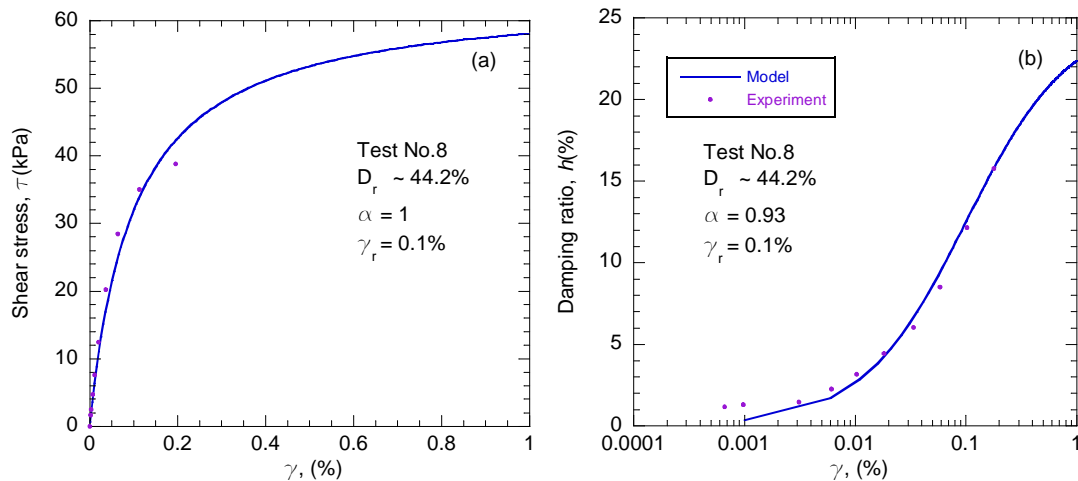 (a)
Shear stress, τ(kPa)
60
50
40
30
20
10
0
Test No.8
D_r ~ 44.2%
α = 1
γ_r = 0.1%
0
0.2
0.4
0.6
0.8
1
γ, (%)
(b)
Damping ratio, h(%)
25
20
15
10
5
0
Model
Experiment
Test No.8
D_r ~ 44.2%
α = 0.93
γ_r = 0.1%
0.0001
0.001
0.01
0.1
1
γ, (%)